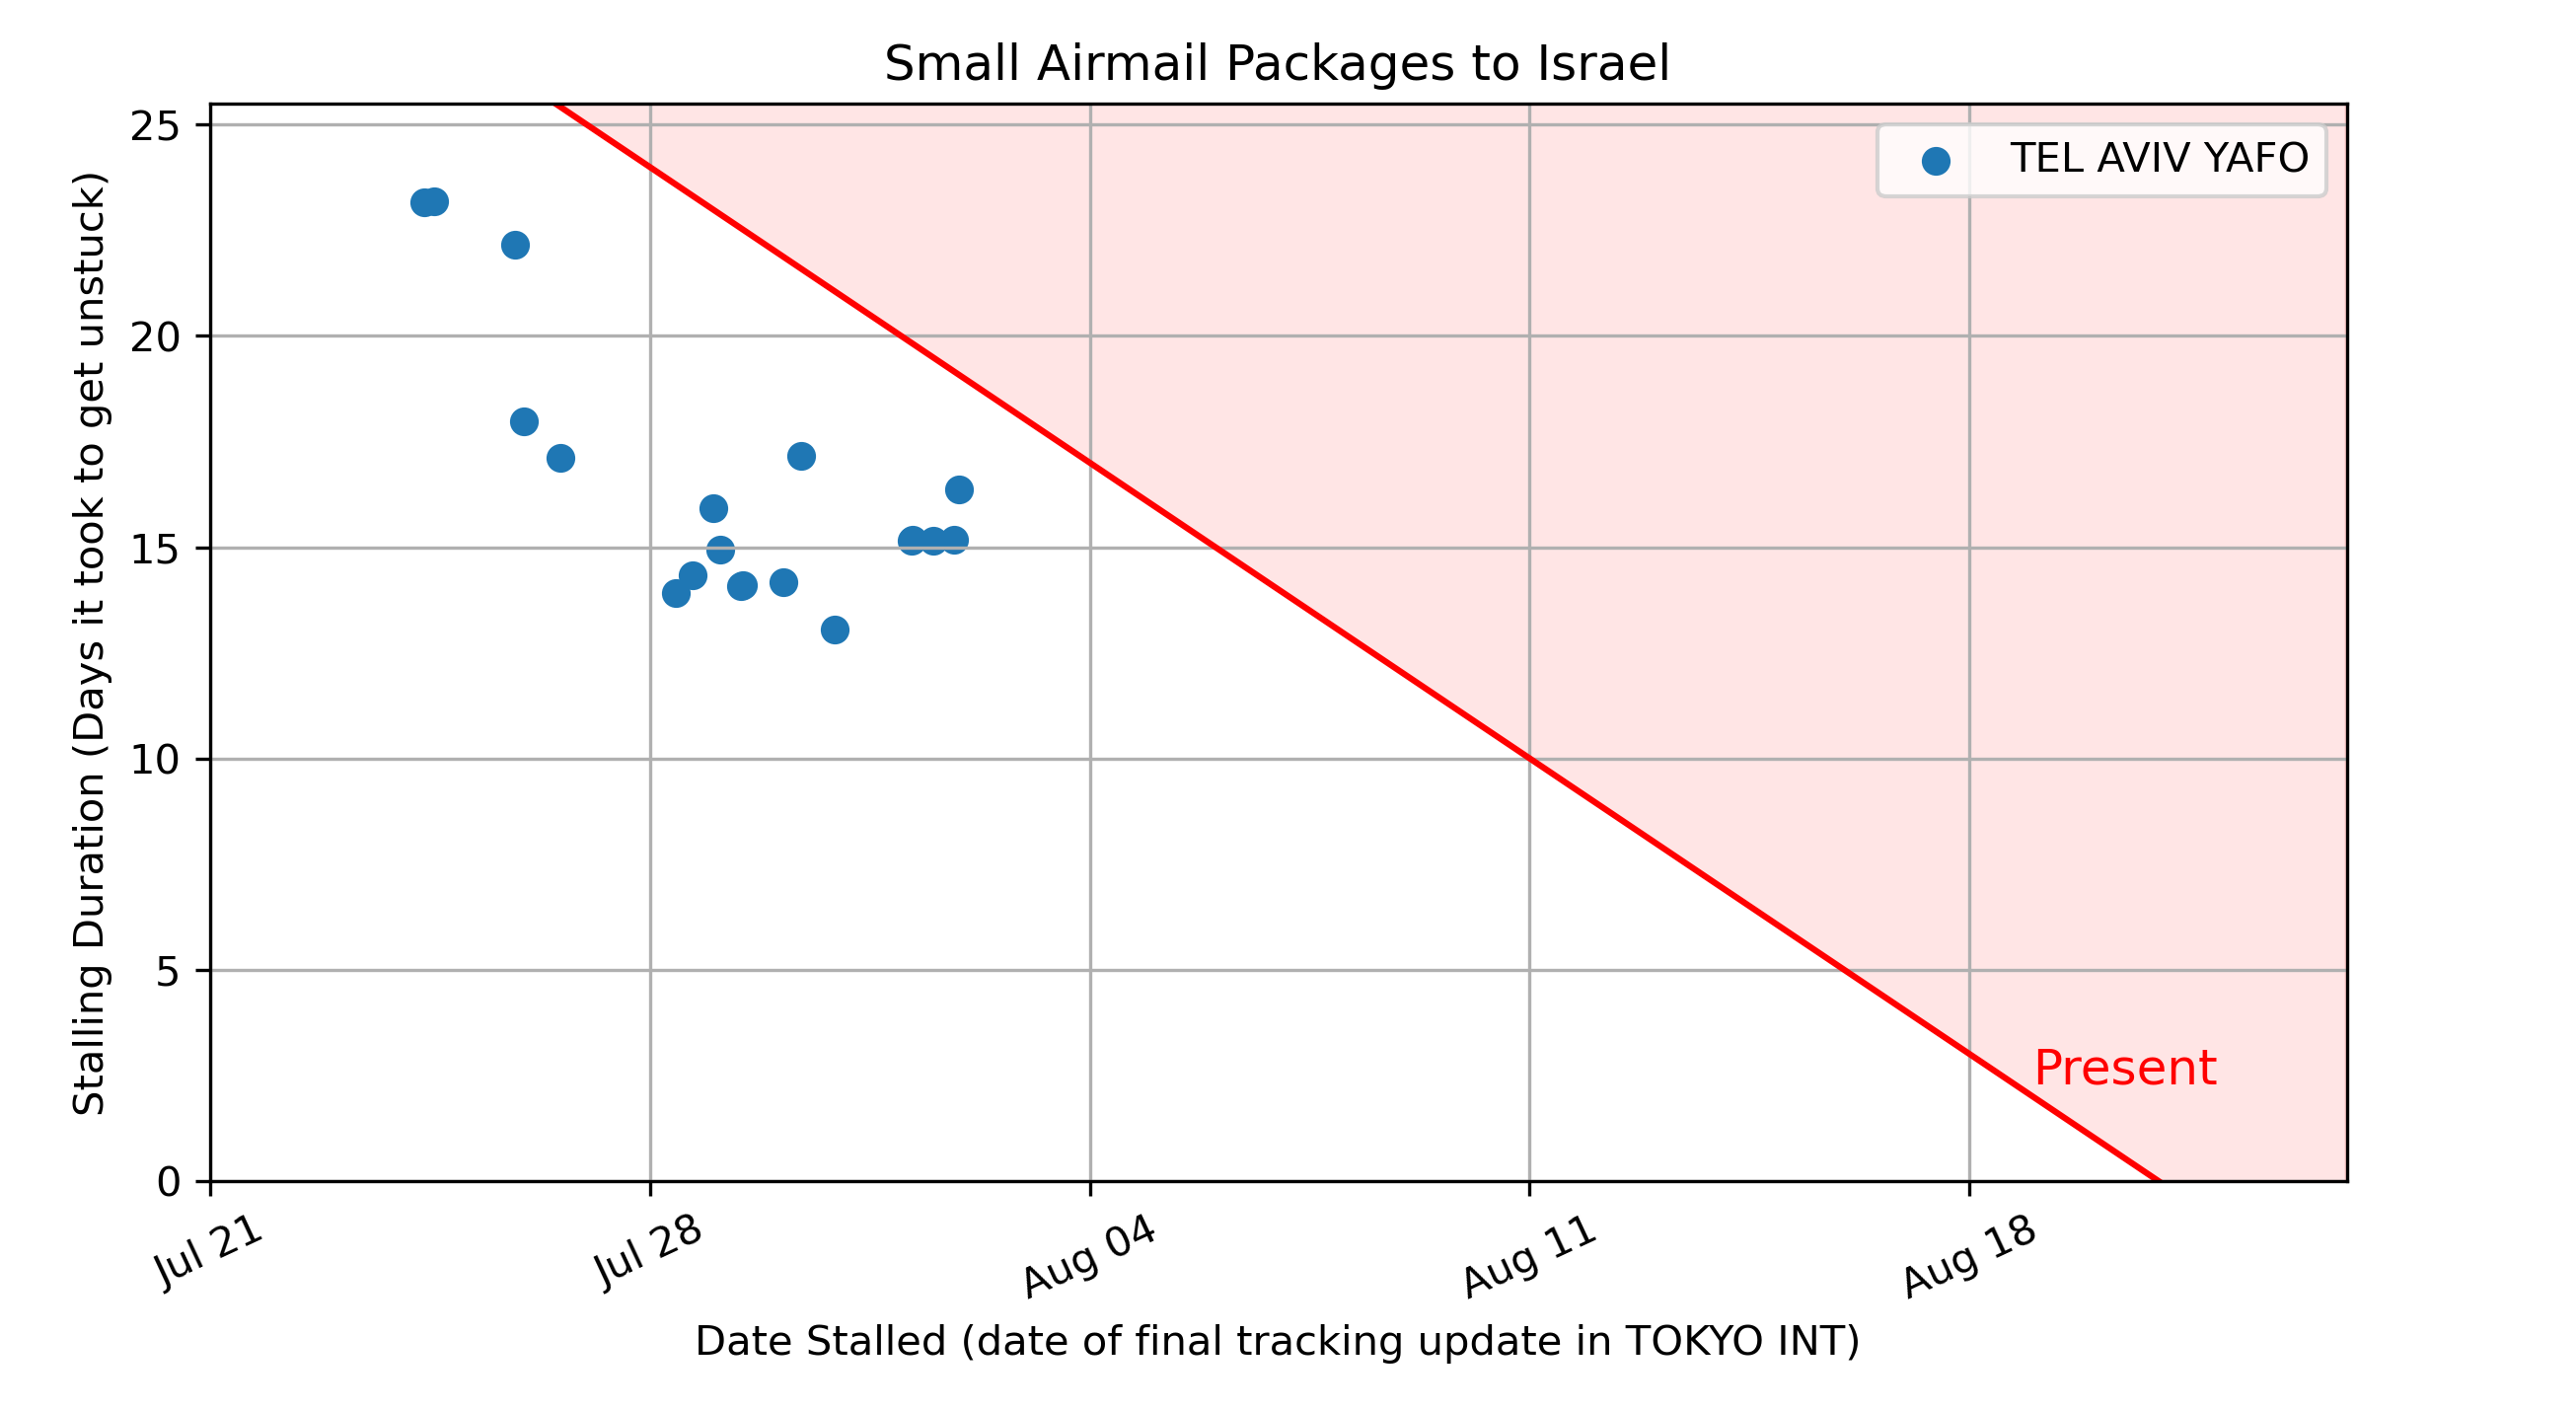 Small Airmail Packages to Israel
TEL AVIV YAFO
25
20
15
10
5
0
Stalling Duration (Days it took to get unstuck)
Present
Jul 21
Jul 28
Aug 04
Aug 11
Aug 18
Date Stalled (date of final tracking update in TOKYO INT)